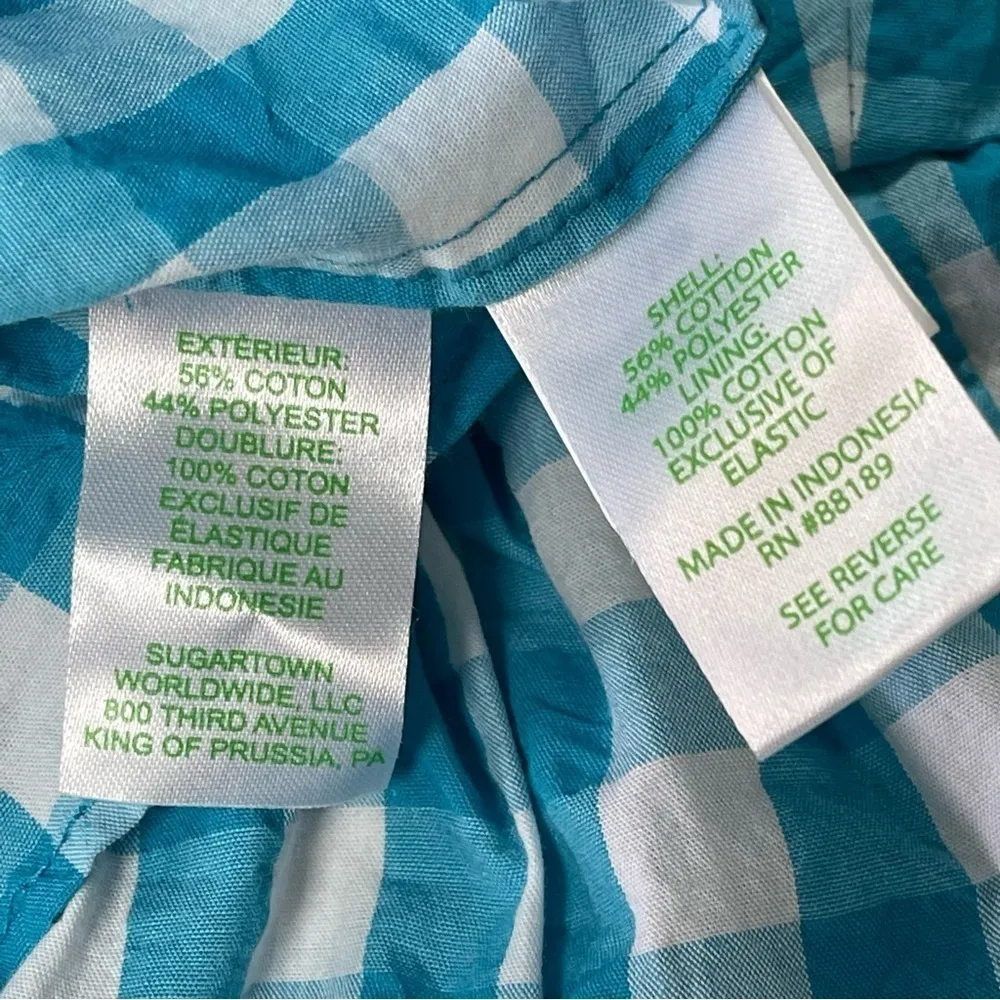 EXTÉRIEUR:
56% COTON
44% POLYESTER
DOUBLURE:
100% COTON
EXCLUSIF DE
ÉLASTIQUE
FABRIQUE AU
INDONESIE
SUGARTOWN
WORLDWIDE, LLC
800 THIRD AVENUE
KING OF PRUSSIA, PA
SHELL:
56% COTTON
44% POLYESTER
LINING:
100% COTTON
EXCLUSIVE OF
ELASTIC
MADE IN INDONESIA
RN #88189
SEE REVERSE
FOR CARE